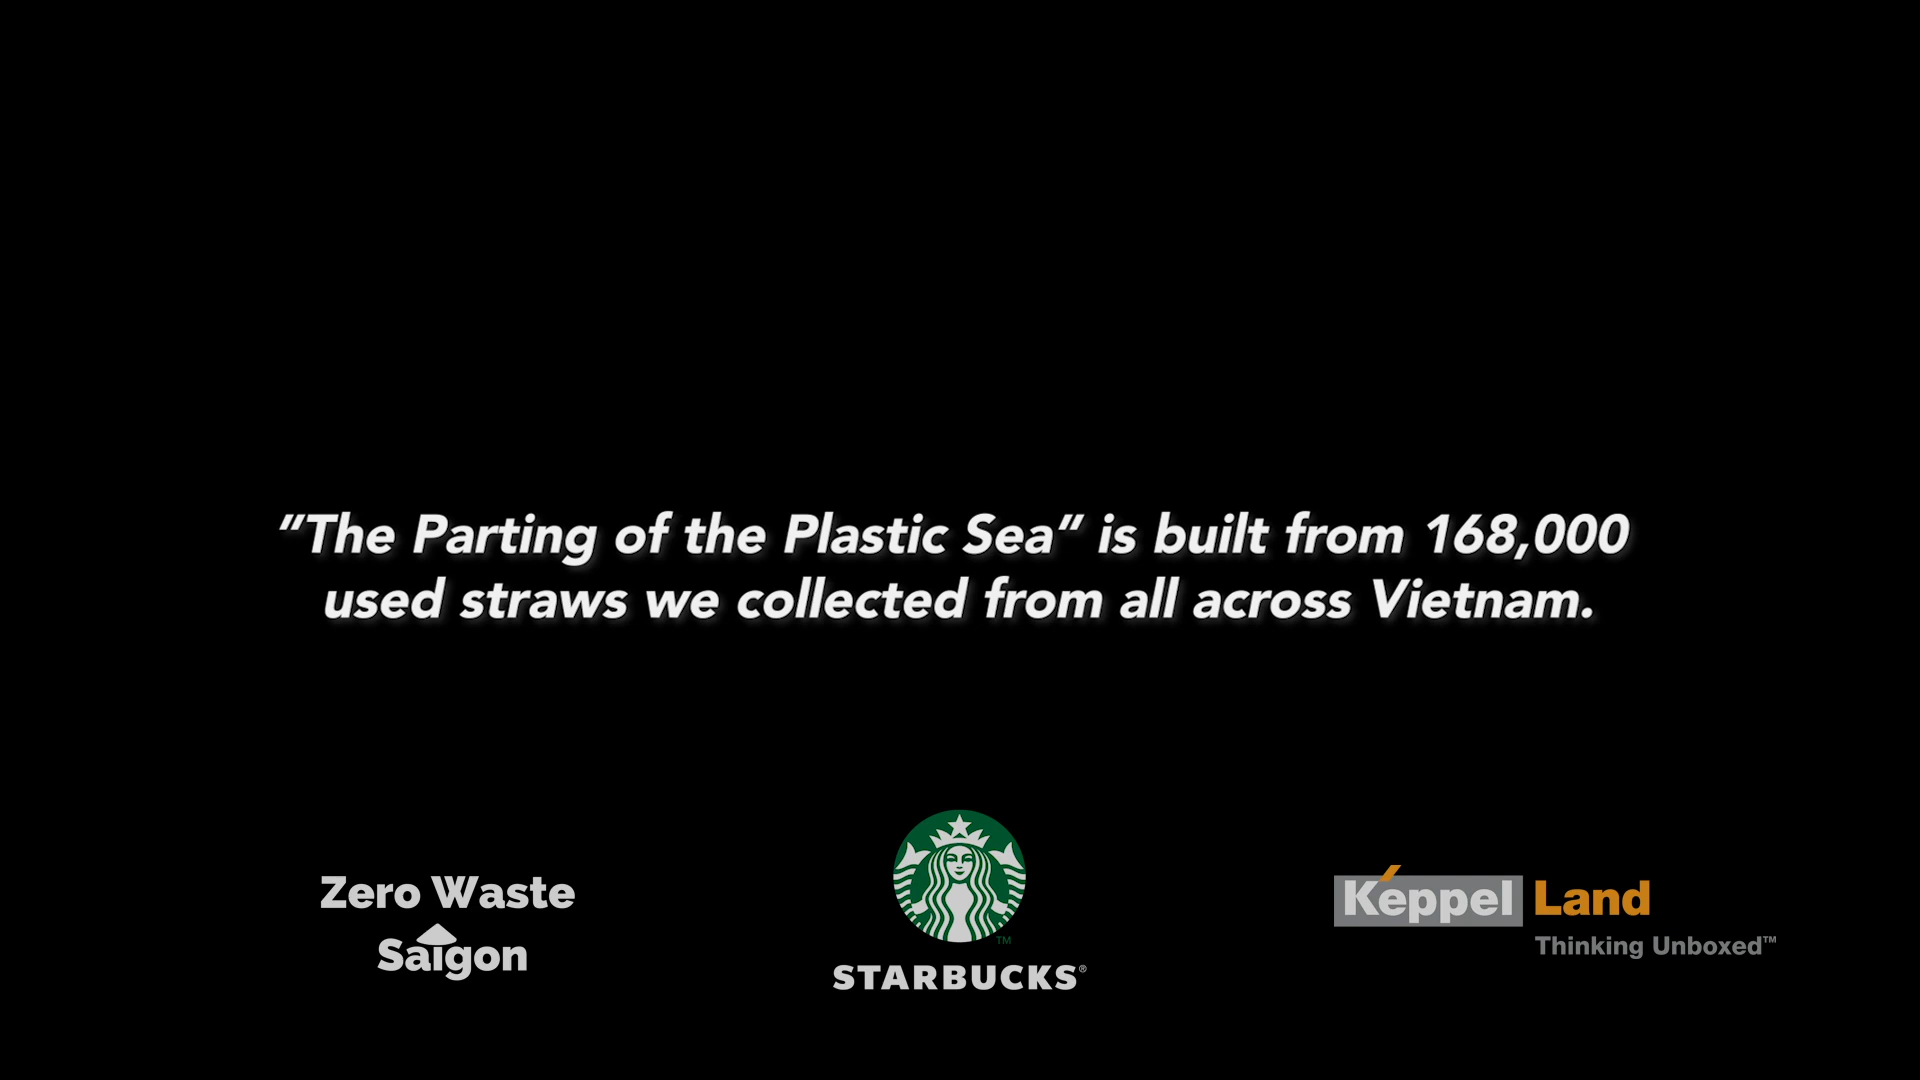 "The Parting of the Plastic Sea" is built from 168,000
used straws we collected from all across Vietnam.
Zero Waste
Saigon
TM
STARBUCKS®
Keppel Land
Thinking Unboxed™